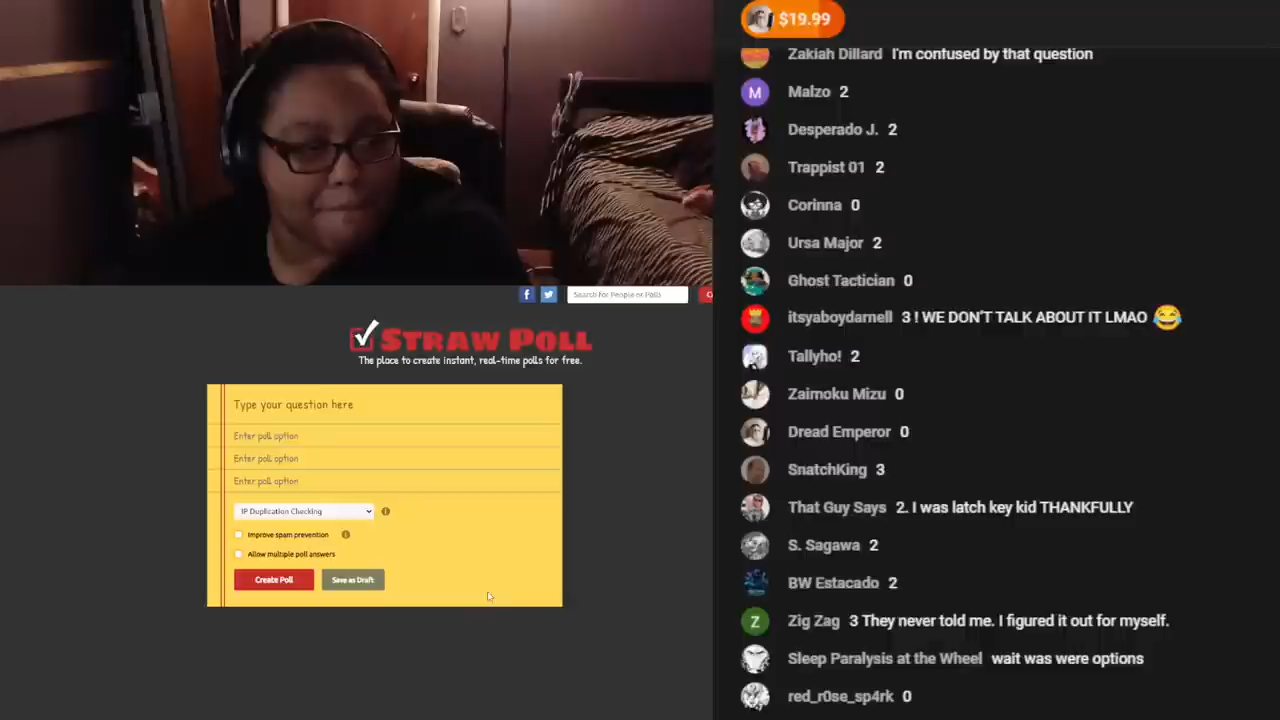 $19.99
Zakiah Dillard I'm confused by that question
M Malzo 2
Desperado J. 2
Trappist 01 2
Corinna 0
Ursa Major 2
Ghost Tactician 0
itsyaboydarnell 3 ! WE DON'T TALK ABOUT IT LMAO 😂
Tallyho! 2
Zaimoku Mizu 0
Dread Emperor 0
SnatchKing 3
That Guy Says 2. I was latch key kid THANKFULLY
S. Sagawa 2
BW Estacado 2
Z Zig Zag 3 They never told me. I figured it out for myself.
Sleep Paralysis at the Wheel wait was were options
red_r0se_sp4rk 0
Search for People or Polls
STRAW POLL
The place to create instant, real-time polls for free.
Type your question here
Enter poll option
Enter poll option
Enter poll option
IP Duplication Checking
Improve spam prevention
Allow multiple poll answers
Create Poll Save as Draft